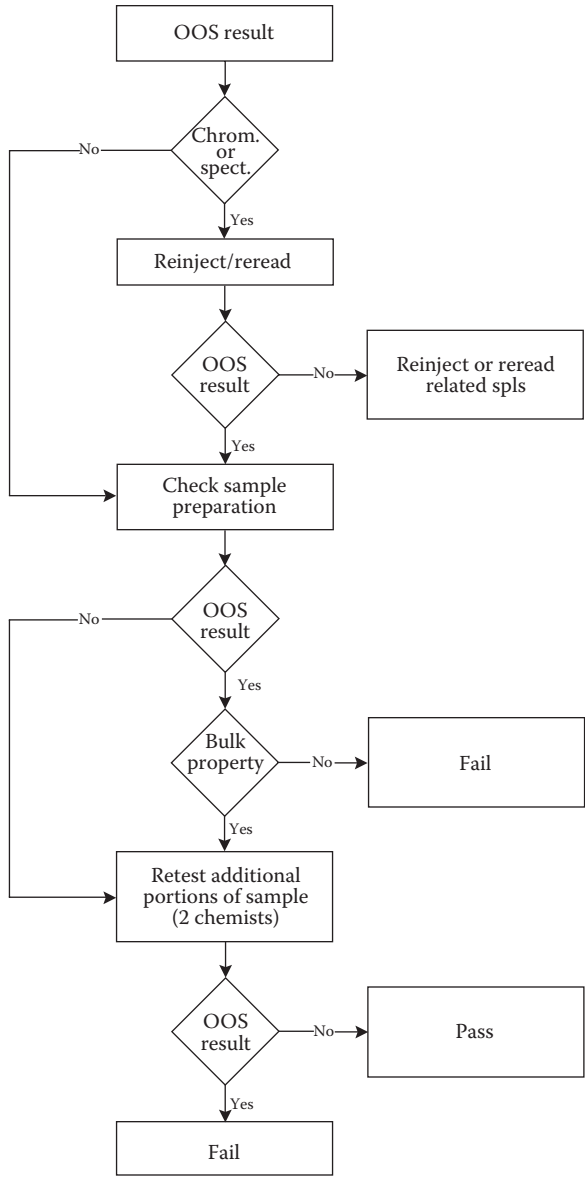 OOS result
Chrom.
or
spect.
No
Yes
Reinject/reread
OOS
result
No
Reinject or reread
related spls
Yes
Check sample
preparation
OOS
result
No
Yes
Bulk
property
No
Fail
Yes
Retest additional
portions of sample
(2 chemists)
OOS
result
No
Pass
Yes
Fail